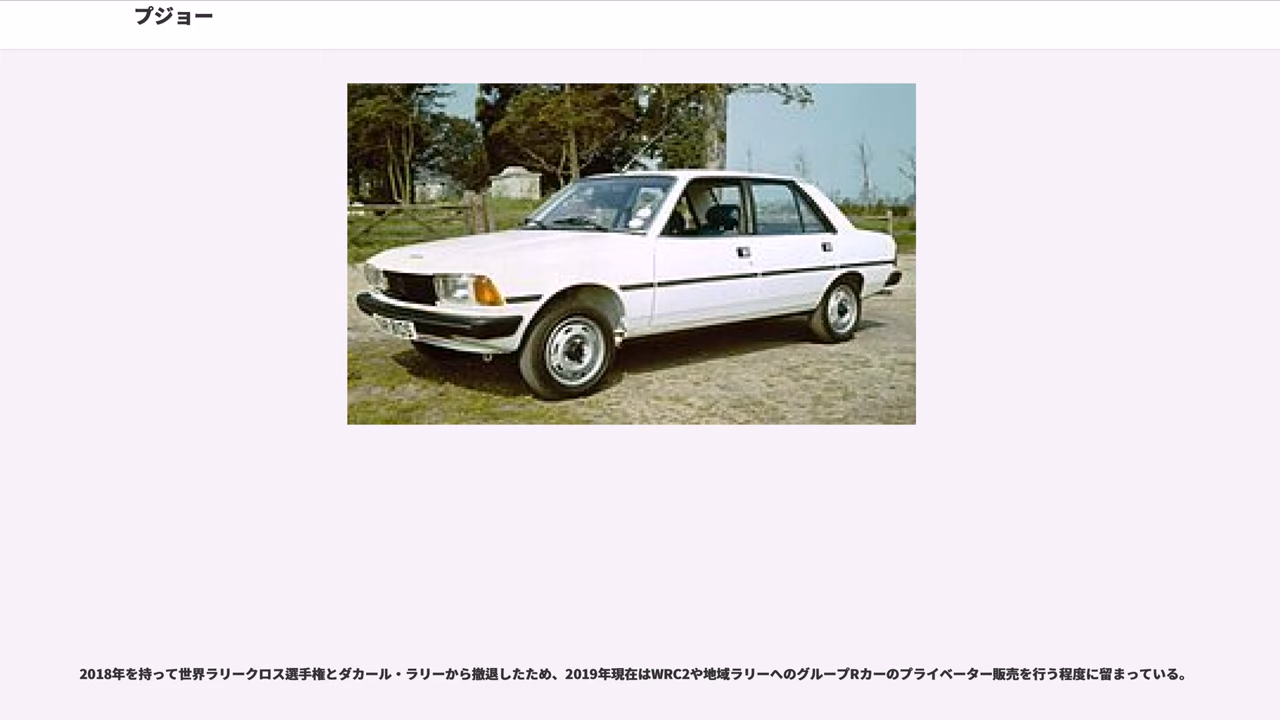 プジョー
2018年を持って世界ラリークロス選手権とダカール・ラリーから撤退したため、2019年現在はWRC2や地域ラリーへのグループRカーのプライベーター販売を行う程度に留まっている。